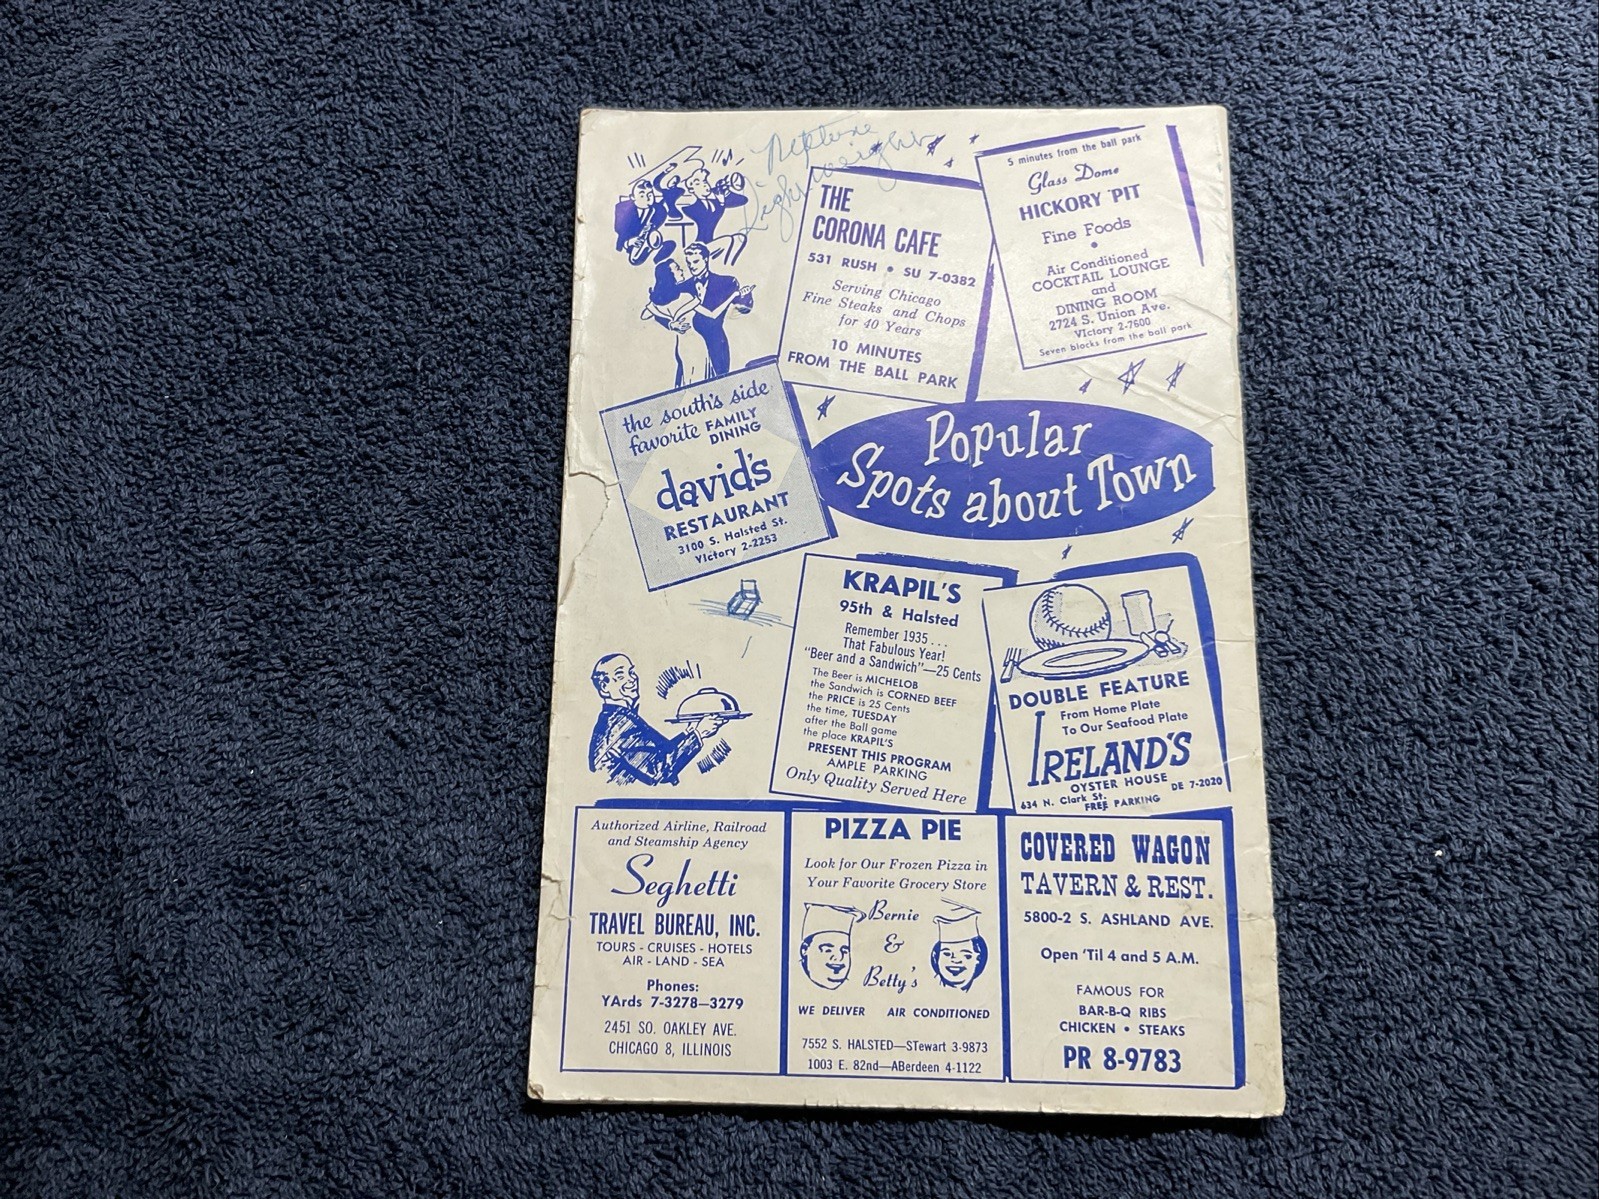 Neptune
Lightweight
THE
CORONA CAFE
531 RUSH • SU 7-0382
Serving Chicago
Fine Steaks and Chops
for 40 Years
10 MINUTES
FROM THE BALL PARK
5 minutes from the ball park
Glass Dome
HICKORY PIT
Fine Foods
•
Air Conditioned
COCKTAIL LOUNGE
and
DINING ROOM
2724 S. Union Ave.
VIctory 2-7600
Seven blocks from the ball park
the south's side
favorite FAMILY
DINING
david's
RESTAURANT
3100 S. Halsted St.
VIctory 2-2253
Popular
Spots about Town
KRAPIL'S
95th & Halsted
Remember 1935 . . .
That Fabulous Year!
"Beer and a Sandwich"—25 Cents
The Beer is MICHELOB
the Sandwich is CORNED BEEF
the PRICE is 25 Cents
the time, TUESDAY
after the Ball game
the place KRAPIL'S
PRESENT THIS PROGRAM
AMPLE PARKING
Only Quality Served Here
DOUBLE FEATURE
From Home Plate
To Our Seafood Plate
IRELAND'S
OYSTER HOUSE
634 N. Clark St. DE 7-2020
FREE PARKING
Authorized Airline, Railroad
and Steamship Agency
Seghetti
TRAVEL BUREAU, INC.
TOURS - CRUISES - HOTELS
AIR - LAND - SEA
Phones:
YArds 7-3278—3279
2451 SO. OAKLEY AVE.
CHICAGO 8, ILLINOIS
PIZZA PIE
Look for Our Frozen Pizza in
Your Favorite Grocery Store
Bernie
&
Betty's
WE DELIVER AIR CONDITIONED
7552 S. HALSTED—STewart 3-9873
1003 E. 82nd—ABerdeen 4-1122
COVERED WAGON
TAVERN & REST.
5800-2 S. ASHLAND AVE.
Open 'Til 4 and 5 A.M.
FAMOUS FOR
BAR-B-Q RIBS
CHICKEN • STEAKS
PR 8-9783